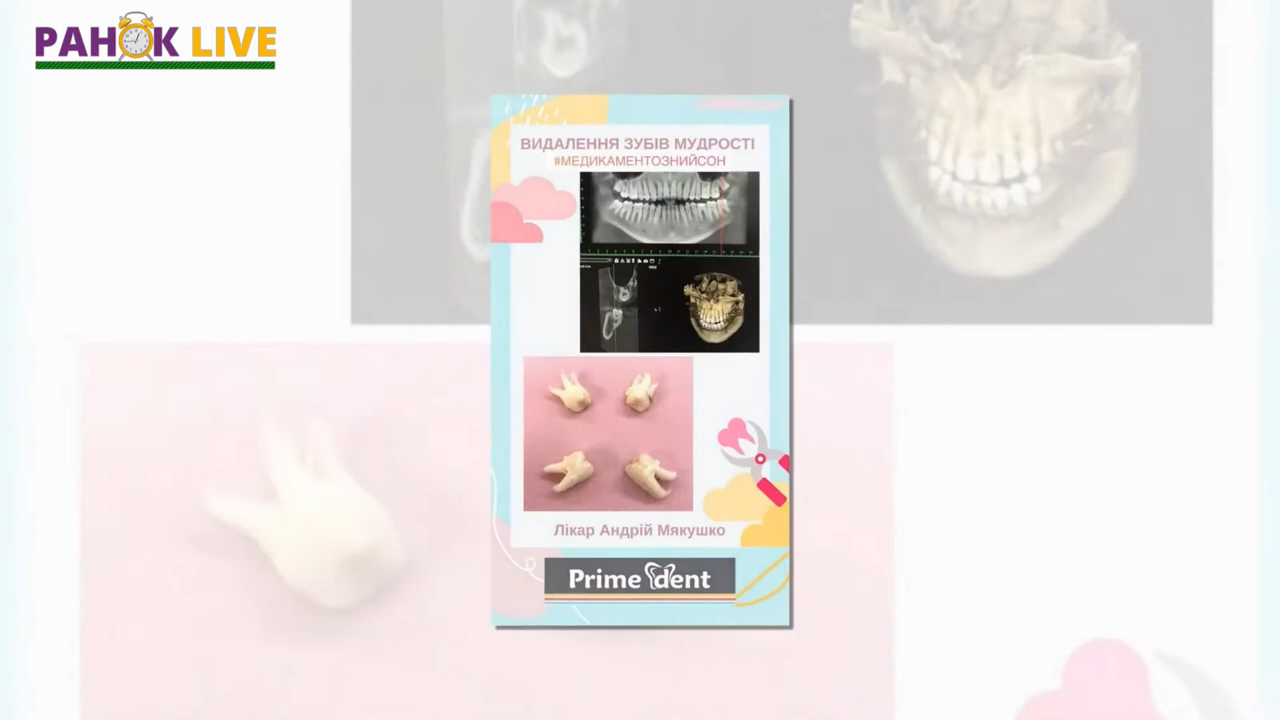 РАНОК LIVE
ВИДАЛЕННЯ ЗУБІВ МУДРОСТІ
#МЕДИКАМЕНТОЗНИЙСОН
Лікар Андрій Мякушко
Prime dent